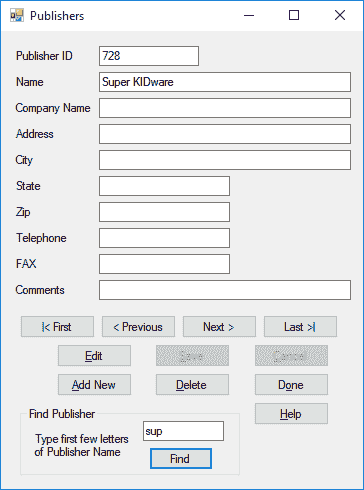 Publishers
Publisher ID 728
Name Super KIDware
Company Name
Address
City
State
Zip
Telephone
FAX
Comments
|< First < Previous Next > Last >|
Edit Save Cancel
Add New Delete Done
Help
Find Publisher
Type first few letters
of Publisher Name
sup
Find